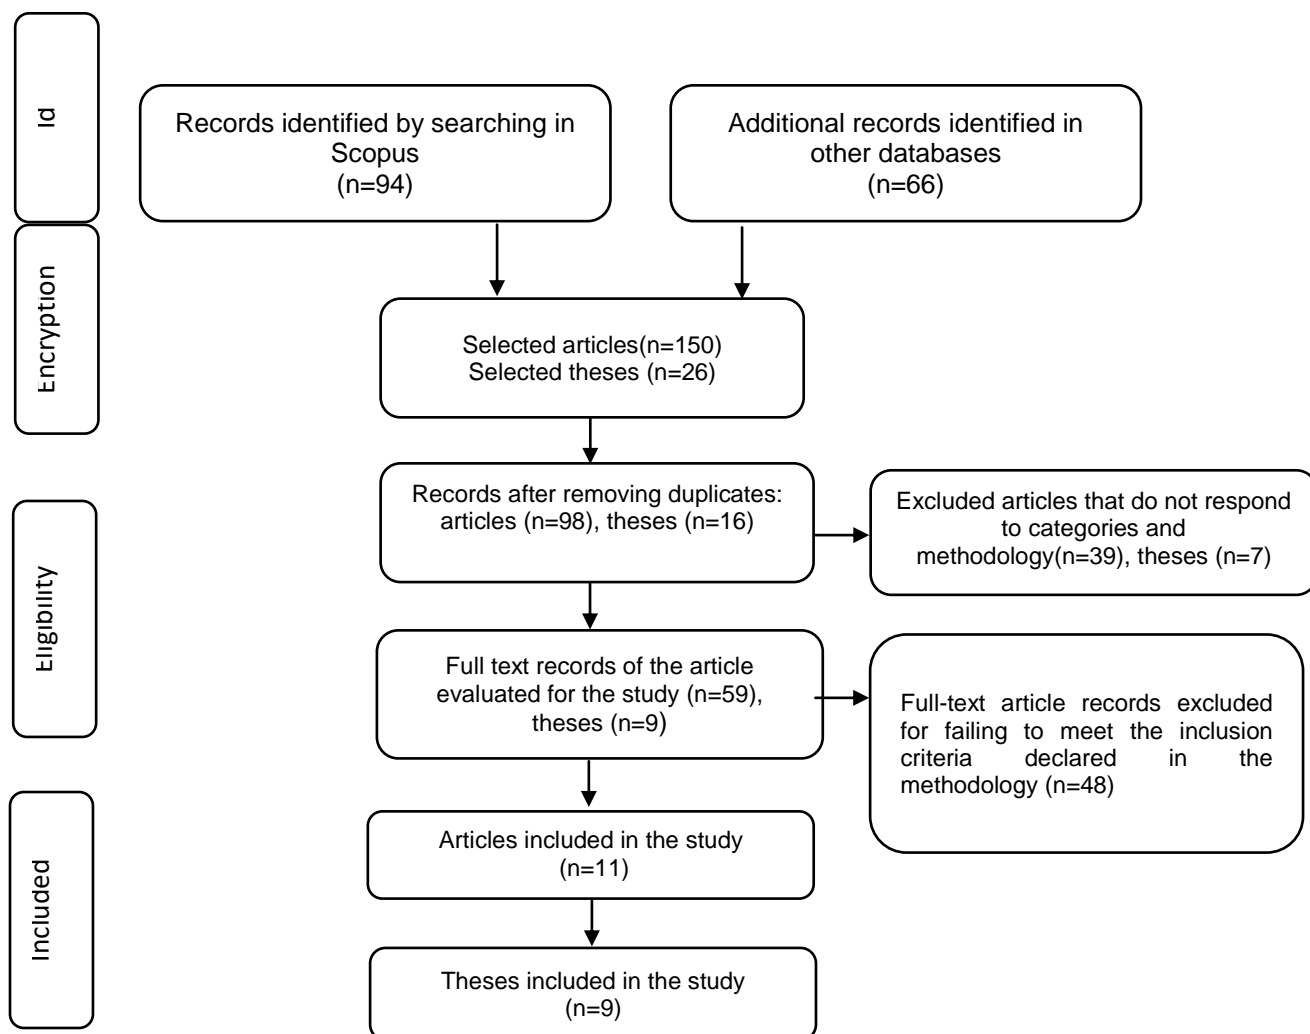 Id
Records identified by searching in
Scopus
(n=94)
Additional records identified in
other databases
(n=66)
Encryption
Selected articles(n=150)
Selected theses (n=26)
Eligibility
Records after removing duplicates:
articles (n=98), theses (n=16)
Excluded articles that do not respond
to categories and
methodology(n=39), theses (n=7)
Full text records of the article
evaluated for the study (n=59),
theses (n=9)
Full-text article records excluded
for failing to meet the inclusion
criteria declared in the
methodology (n=48)
Included
Articles included in the study
(n=11)
Theses included in the study
(n=9)